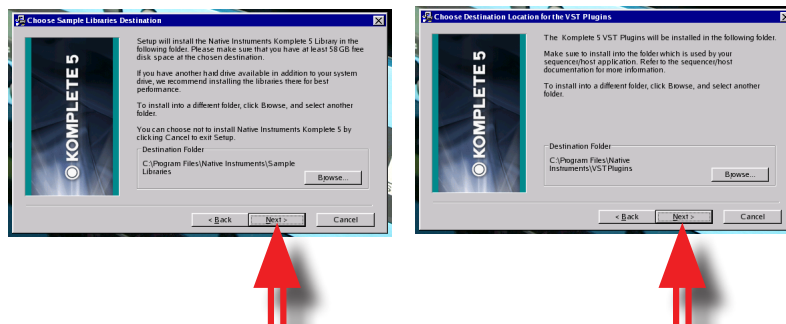 Choose Sample Libraries Destination
KOMPLETE 5
Setup will install the Native Instruments Komplete 5 Library in the
following folder. Please make sure that you have at least 58 GB free
disk space at the chosen destination.
If you have another hard drive available in addition to your system
drive, we recommend installing the libraries there for best
performance.
To install into a different folder, click Browse, and select another
folder.
You can choose not to install Native Instruments Komplete 5 by
clicking Cancel to exit Setup.
Destination Folder
C:\Program Files\Native Instruments\Sample
Libraries
Browse...
< Back
Next >
Cancel
Choose Destination Location for the VST Plugins
KOMPLETE 5
The Komplete 5 VST Plugins will be installed in the following folder.
Make sure to install into the folder which is used by your
sequencer/host application. Refer to the sequencer/host
documentation for more information.
To install into a different folder, click Browse, and select another
folder.
Destination Folder
C:\Program Files\Native
Instruments\VSTPlugins
Browse...
< Back
Next >
Cancel